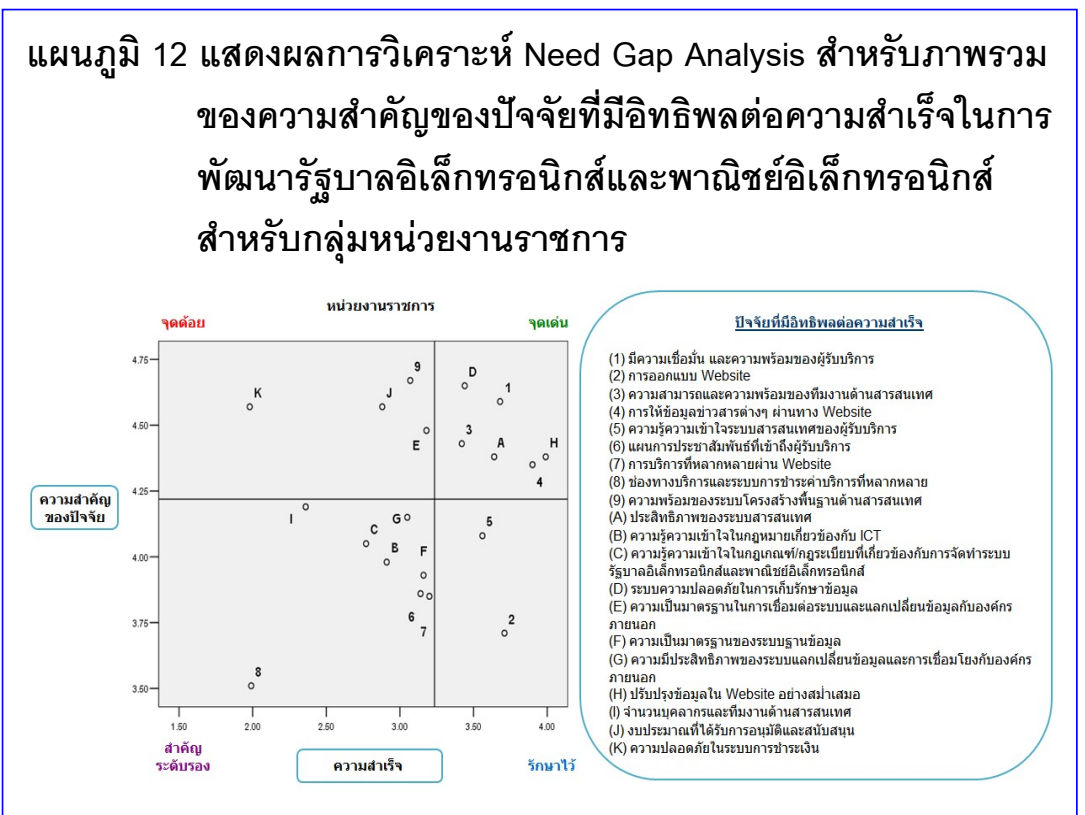 แผนภูมิ 12 แสดงผลการวิเคราะห์ Need Gap Analysis สำหรับภาพรวม
ของความสำคัญของปัจจัยที่มีอิทธิพลต่อความสำเร็จในการ
พัฒนารัฐบาลอิเล็กทรอนิกส์และพาณิชย์อิเล็กทรอนิกส์
สำหรับกลุ่มหน่วยงานราชการ
หน่วยงานราชการ
จุดด้อย
จุดเด่น
4.75
4.50
4.25
4.00
3.75
3.50
K
J
9
E
D
1
3
A
H
4
I
C
G
B
F
6
7
5
2
8
1.50 2.00 2.50 3.00 3.50 4.00
ความสำคัญ
ของปัจจัย
สำคัญ
ระดับรอง
ความสำเร็จ
รักษาไว้
ปัจจัยที่มีอิทธิพลต่อความสำเร็จ
(1) มีความเชื่อมั่น และความพร้อมของผู้รับบริการ
(2) การออกแบบ Website
(3) ความสามารถและความพร้อมของทีมงานด้านสารสนเทศ
(4) การให้ข้อมูลข่าวสารต่างๆ ผ่านทาง Website
(5) ความรู้ความเข้าใจระบบสารสนเทศของผู้รับบริการ
(6) แผนการประชาสัมพันธ์ที่เข้าถึงผู้รับบริการ
(7) การบริการที่หลากหลายผ่าน Website
(8) ช่องทางบริการและระบบการชำระค่าบริการที่หลากหลาย
(9) ความพร้อมของระบบโครงสร้างพื้นฐานด้านสารสนเทศ
(A) ประสิทธิภาพของระบบสารสนเทศ
(B) ความรู้ความเข้าใจในกฎหมายเกี่ยวข้องกับ ICT
(C) ความรู้ความเข้าใจในกฎเกณฑ์/กฎระเบียบที่เกี่ยวข้องกับการจัดทำระบบ
รัฐบาลอิเล็กทรอนิกส์และพาณิชย์อิเล็กทรอนิกส์
(D) ระบบความปลอดภัยในการเก็บรักษาข้อมูล
(E) ความเป็นมาตรฐานในการเชื่อมต่อระบบและแลกเปลี่ยนข้อมูลกับองค์กร
ภายนอก
(F) ความเป็นมาตรฐานของระบบฐานข้อมูล
(G) ความมีประสิทธิภาพของระบบแลกเปลี่ยนข้อมูลและการเชื่อมโยงกับองค์กร
ภายนอก
(H) ปรับปรุงข้อมูลใน Website อย่างสม่ำเสมอ
(I) จำนวนบุคลากรและทีมงานด้านสารสนเทศ
(J) งบประมาณที่ได้รับการอนุมัติและสนับสนุน
(K) ความปลอดภัยในระบบการชำระเงิน